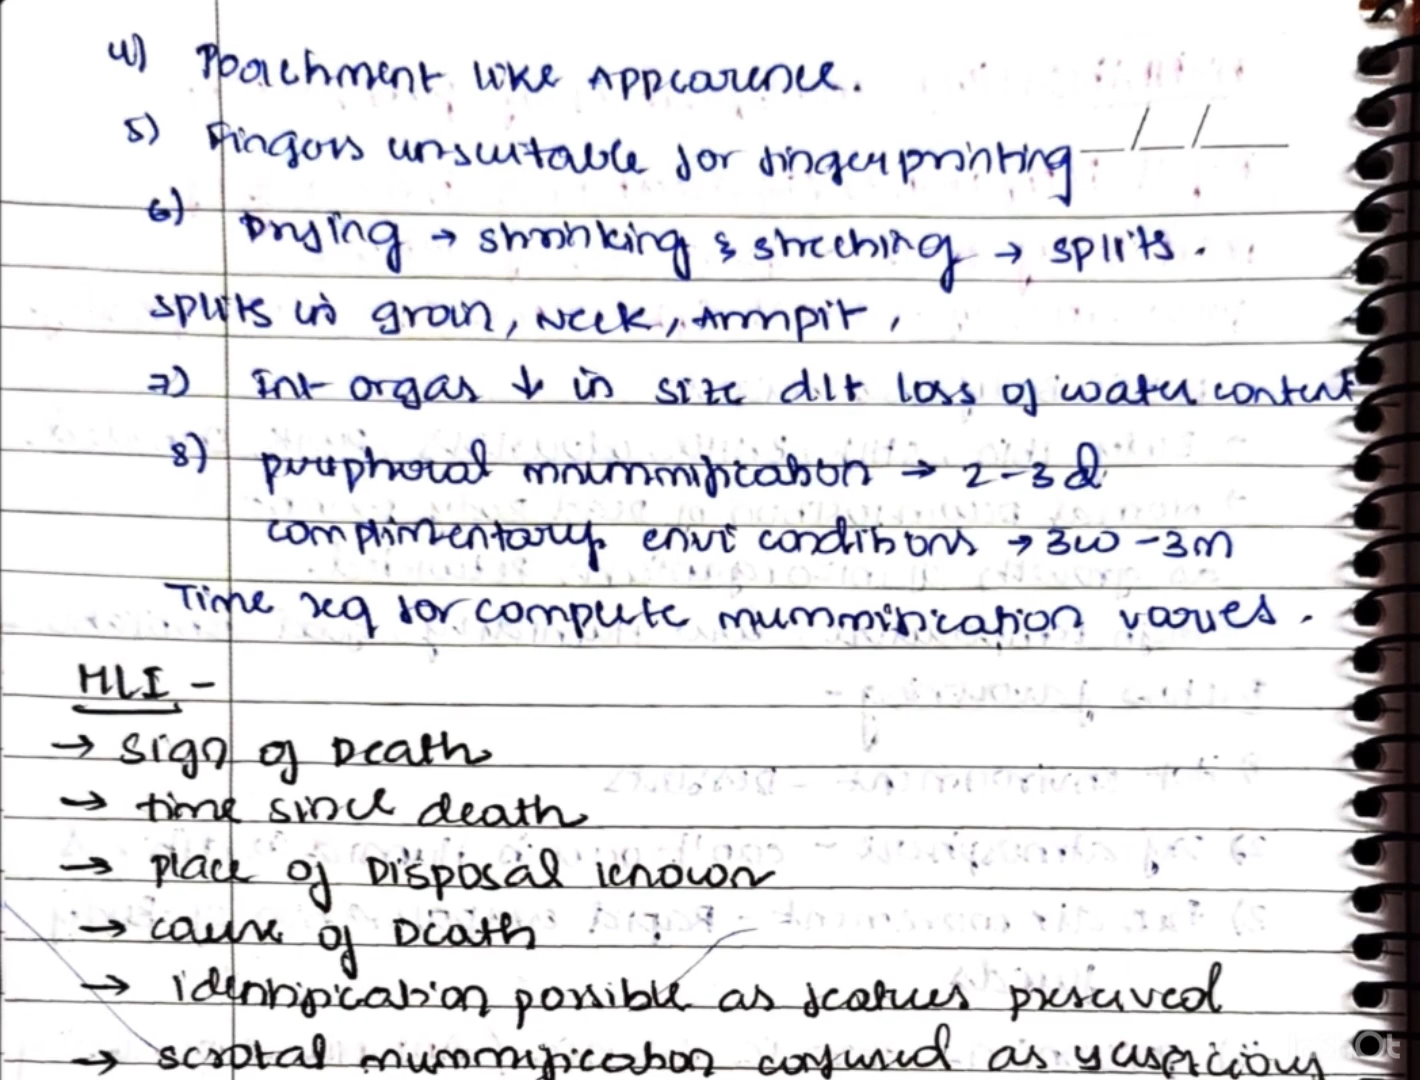 4) Parchment like Appearence.
5) Fingers unsuitable for fingerprinting
6) Drying → shrinking & streching → splits.
splits in groin, Neck, Armpit,
7) Int orgas ↓ in size d/t loss of water content
8) peripheral mummification → 2-3d
complimentary envi conditions → 3w-3m
Time req for complete mummification varies.
MLI -
→ sign of Death
→ time since death
→ place of Disposal known
→ cause of Death
→ identification possible as features preserved
→ scrotal mummification confused as